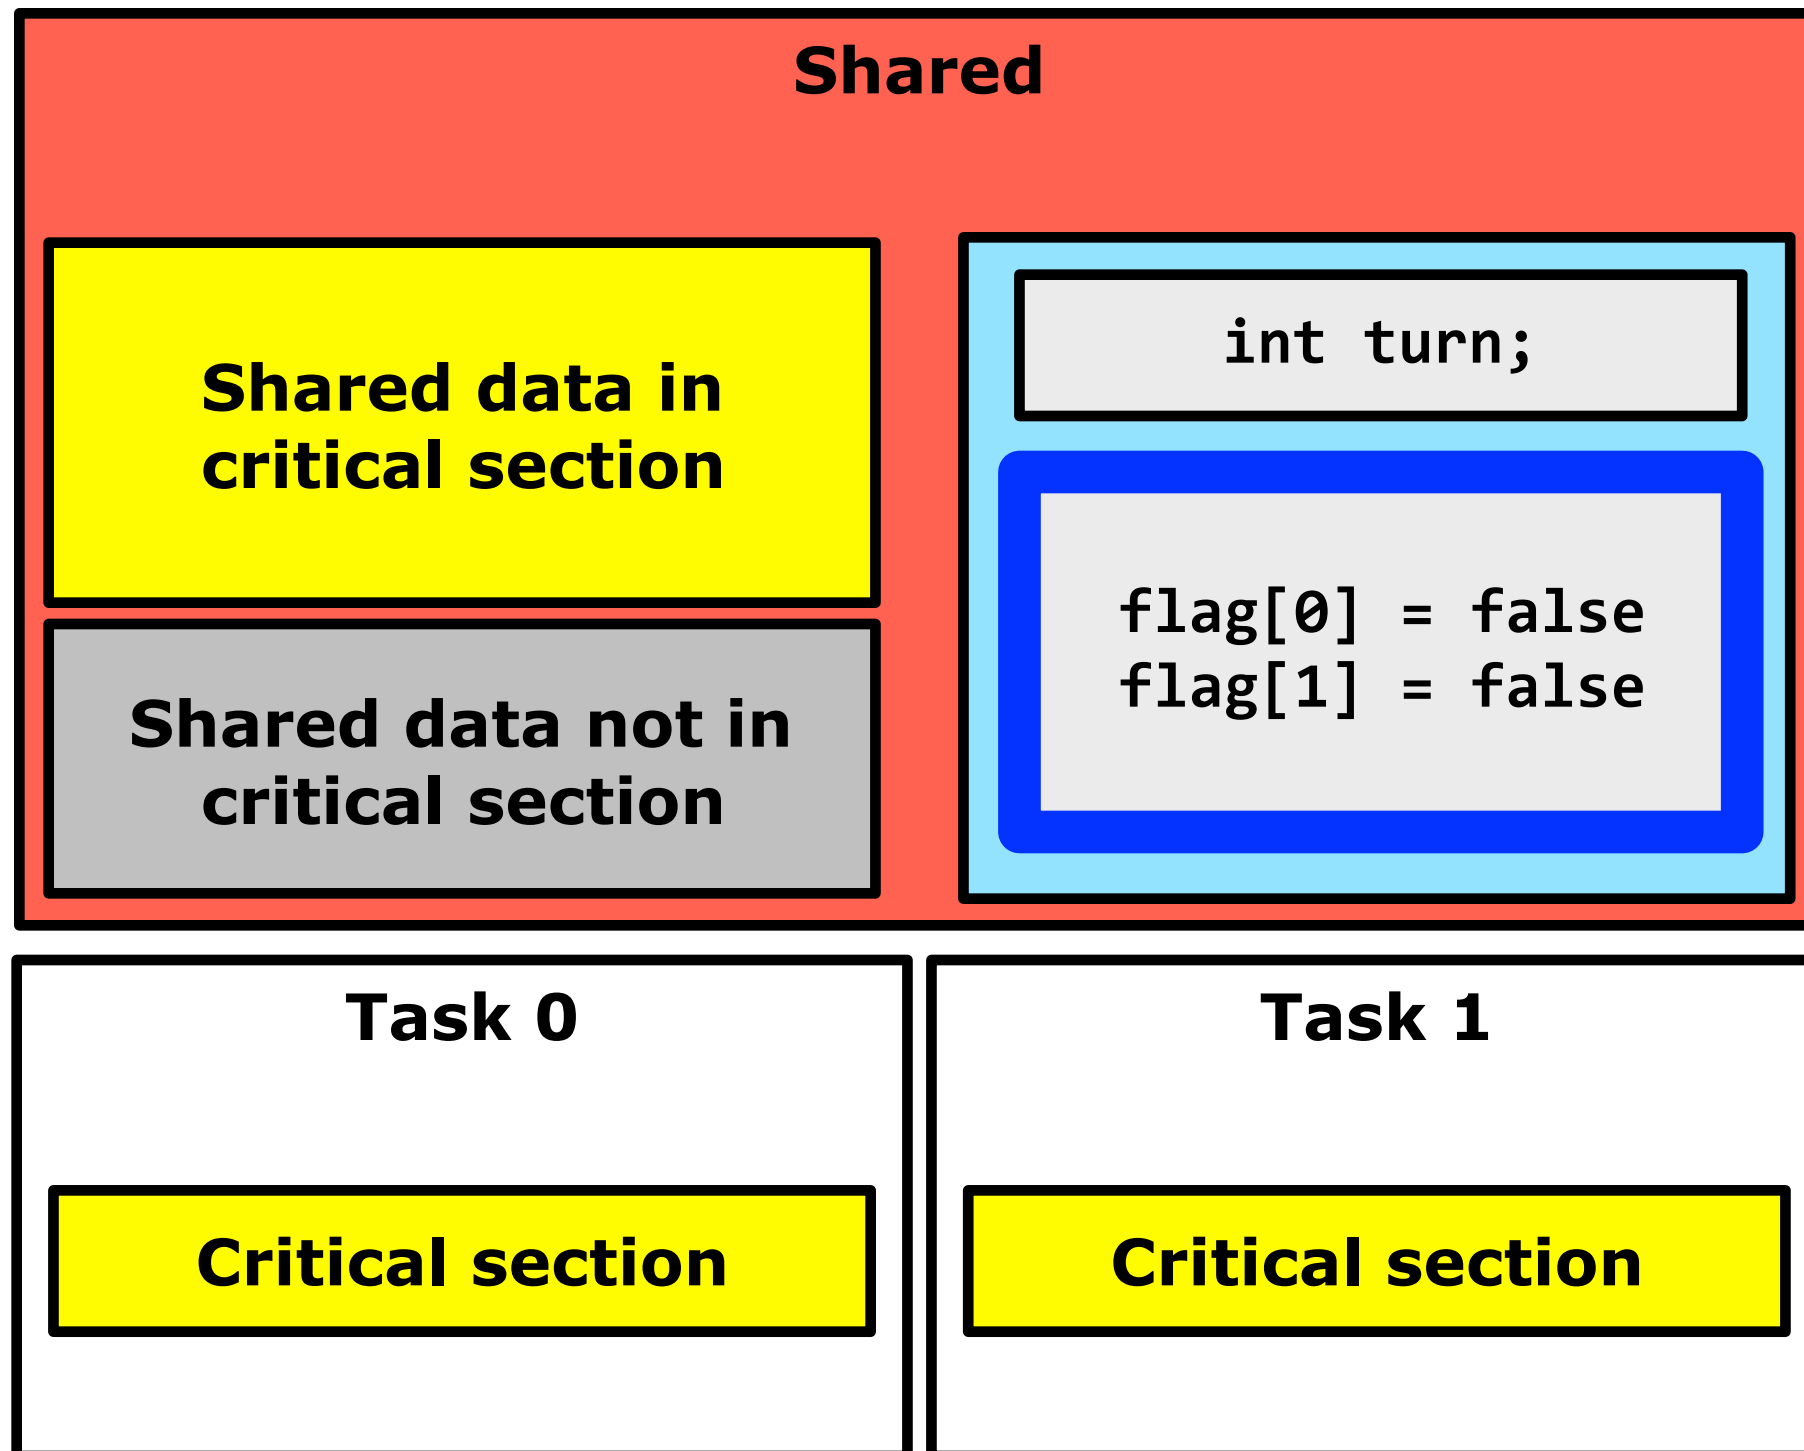 Shared
Shared data in
critical section
Shared data not in
critical section
int turn;
flag[0] = false
flag[1] = false
Task 0
Critical section
Task 1
Critical section